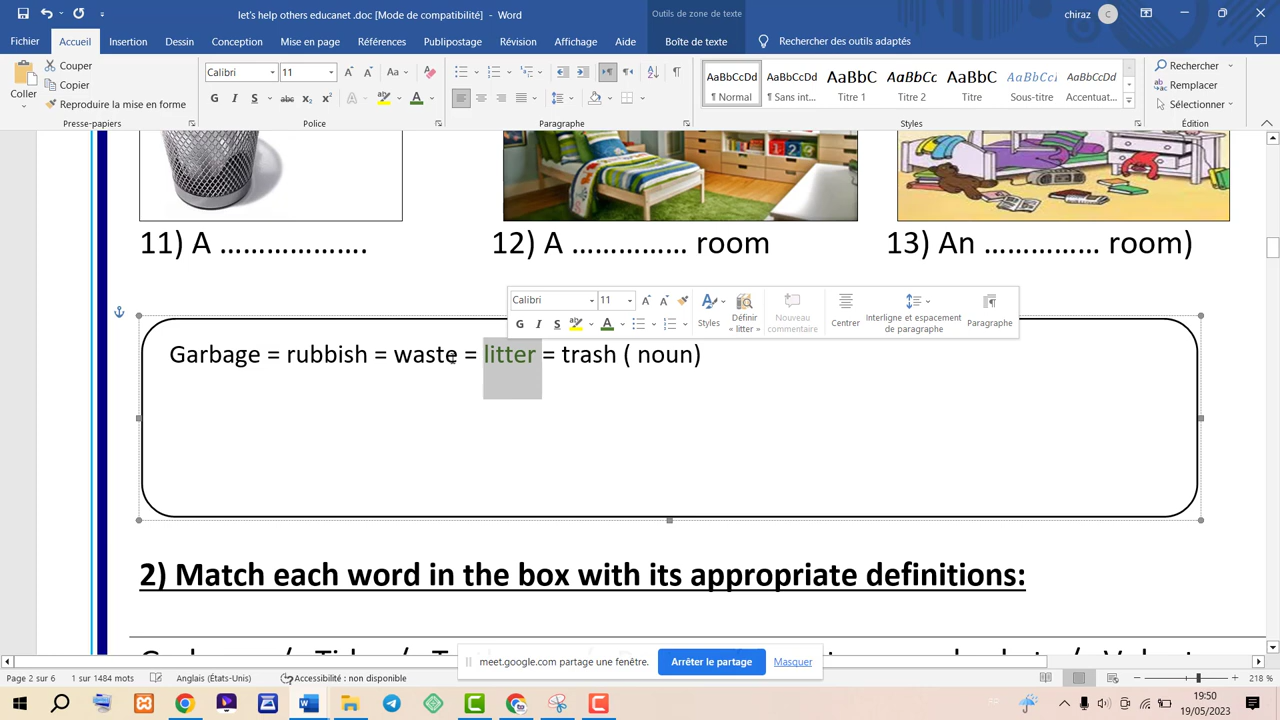 let's help others educanet .doc [Mode de compatibilité] - Word
Outils de zone de texte
chiraz
C
Fichier Accueil Insertion Dessin Conception Mise en page Références Publipostage Révision Affichage Aide Boîte de texte Rechercher des outils adaptés
Coller
Couper
Copier
Reproduire la mise en forme
Presse-papiers
Calibri 11
Police
Paragraphe
AaBbCcDd AaBbCcDd AaBbC AaBbCc AaBbC AaBbCcI AaBbCcDd
¶ Normal ¶ Sans int... Titre 1 Titre 2 Titre Sous-titre Accentuat...
Styles
Rechercher
Remplacer
Sélectionner
Édition
11) A ……………….
12) A …………… room
13) An …………… room)
Calibri 11
Styles
Définir « litter »
Nouveau commentaire
Centrer
Interligne et espacement de paragraphe
Paragraphe
Garbage = rubbish = waste = litter = trash ( noun)
2) Match each word in the box with its appropriate definitions:
meet.google.com partage une fenêtre. Arrêter le partage Masquer
Page 2 sur 6 1 sur 1484 mots Anglais (États-Unis) Accessibilité : non disponible 218 %
19:50
19/05/2023